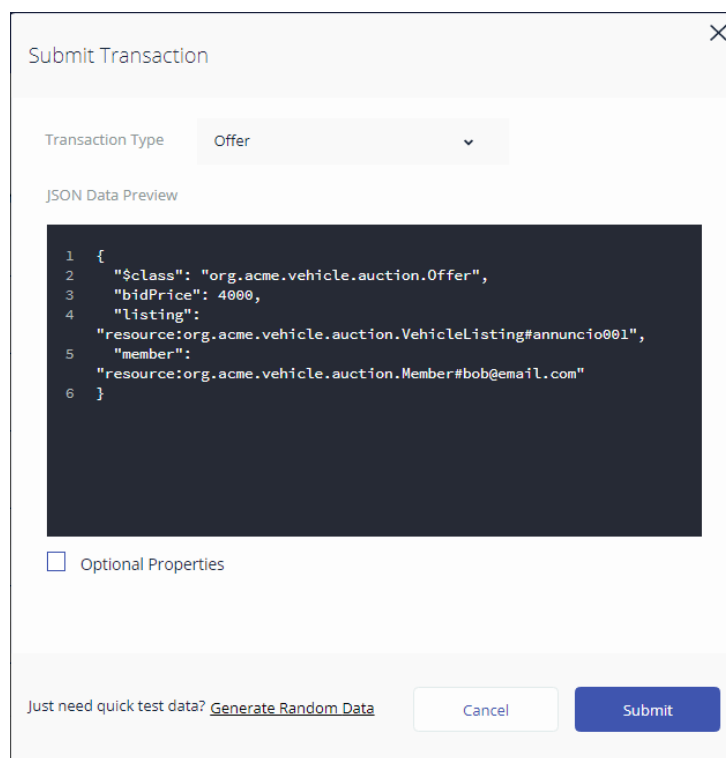 Submit Transaction
Transaction Type
Offer
JSON Data Preview
1 {
2 "$class": "org.acme.vehicle.auction.Offer",
3 "bidPrice": 4000,
4 "listing":
"resource:org.acme.vehicle.auction.VehicleListing#annuncio001",
5 "member":
"resource:org.acme.vehicle.auction.Member#bob@email.com"
6 }
Optional Properties
Just need quick test data? Generate Random Data
Cancel
Submit